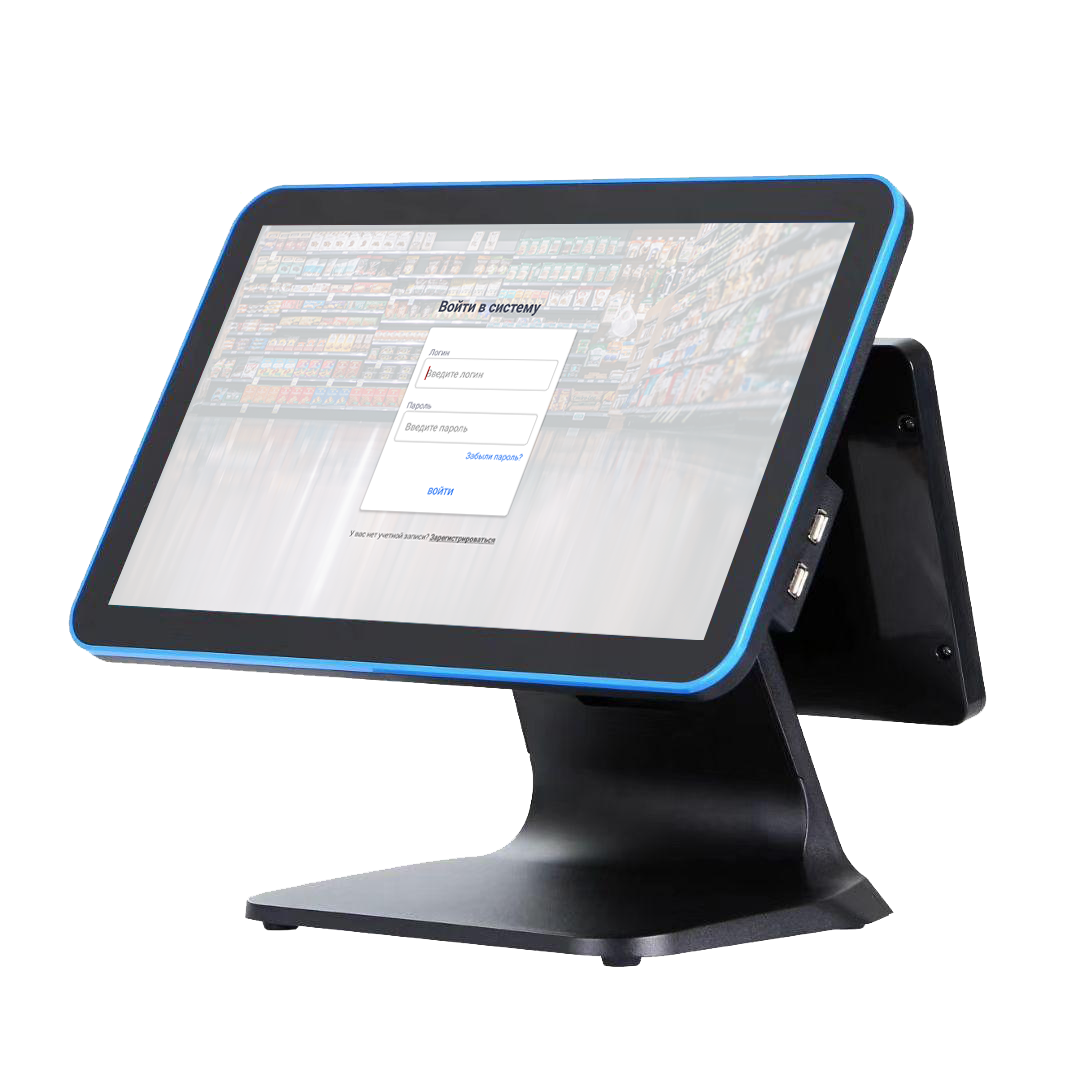 Войти в систему
Логин
Введите логин
Пароль
Введите пароль
Забыли пароль?
ВОЙТИ
У вас нет учетной записи? Зарегистрироваться